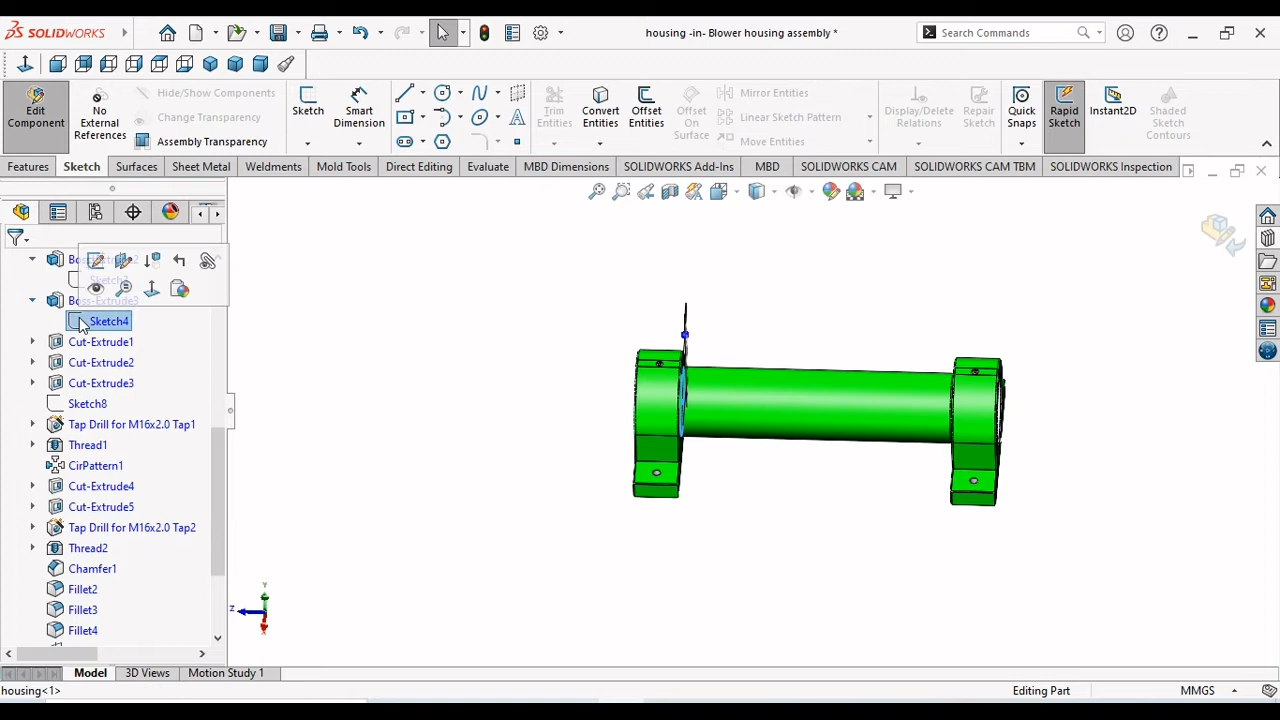 SOLIDWORKS
housing -in- Blower housing assembly *
Search Commands
Edit Component
No External References
Hide/Show Components
Change Transparency
Assembly Transparency
Sketch
Smart Dimension
Trim Entities
Convert Entities
Offset Entities
Offset On Surface
Mirror Entities
Linear Sketch Pattern
Move Entities
Display/Delete Relations
Repair Sketch
Quick Snaps
Rapid Sketch
Instant2D
Shaded Sketch Contours
Features
Sketch
Surfaces
Sheet Metal
Weldments
Mold Tools
Direct Editing
Evaluate
MBD Dimensions
SOLIDWORKS Add-Ins
MBD
SOLIDWORKS CAM
SOLIDWORKS CAM TBM
SOLIDWORKS Inspection
Boss-Extrude3
Sketch4
Cut-Extrude1
Cut-Extrude2
Cut-Extrude3
Sketch8
Tap Drill for M16x2.0 Tap1
Thread1
CirPattern1
Cut-Extrude4
Cut-Extrude5
Tap Drill for M16x2.0 Tap2
Thread2
Chamfer1
Fillet2
Fillet3
Fillet4
Y
Z
X
Model
3D Views
Motion Study 1
housing<1>
Editing Part
MMGS